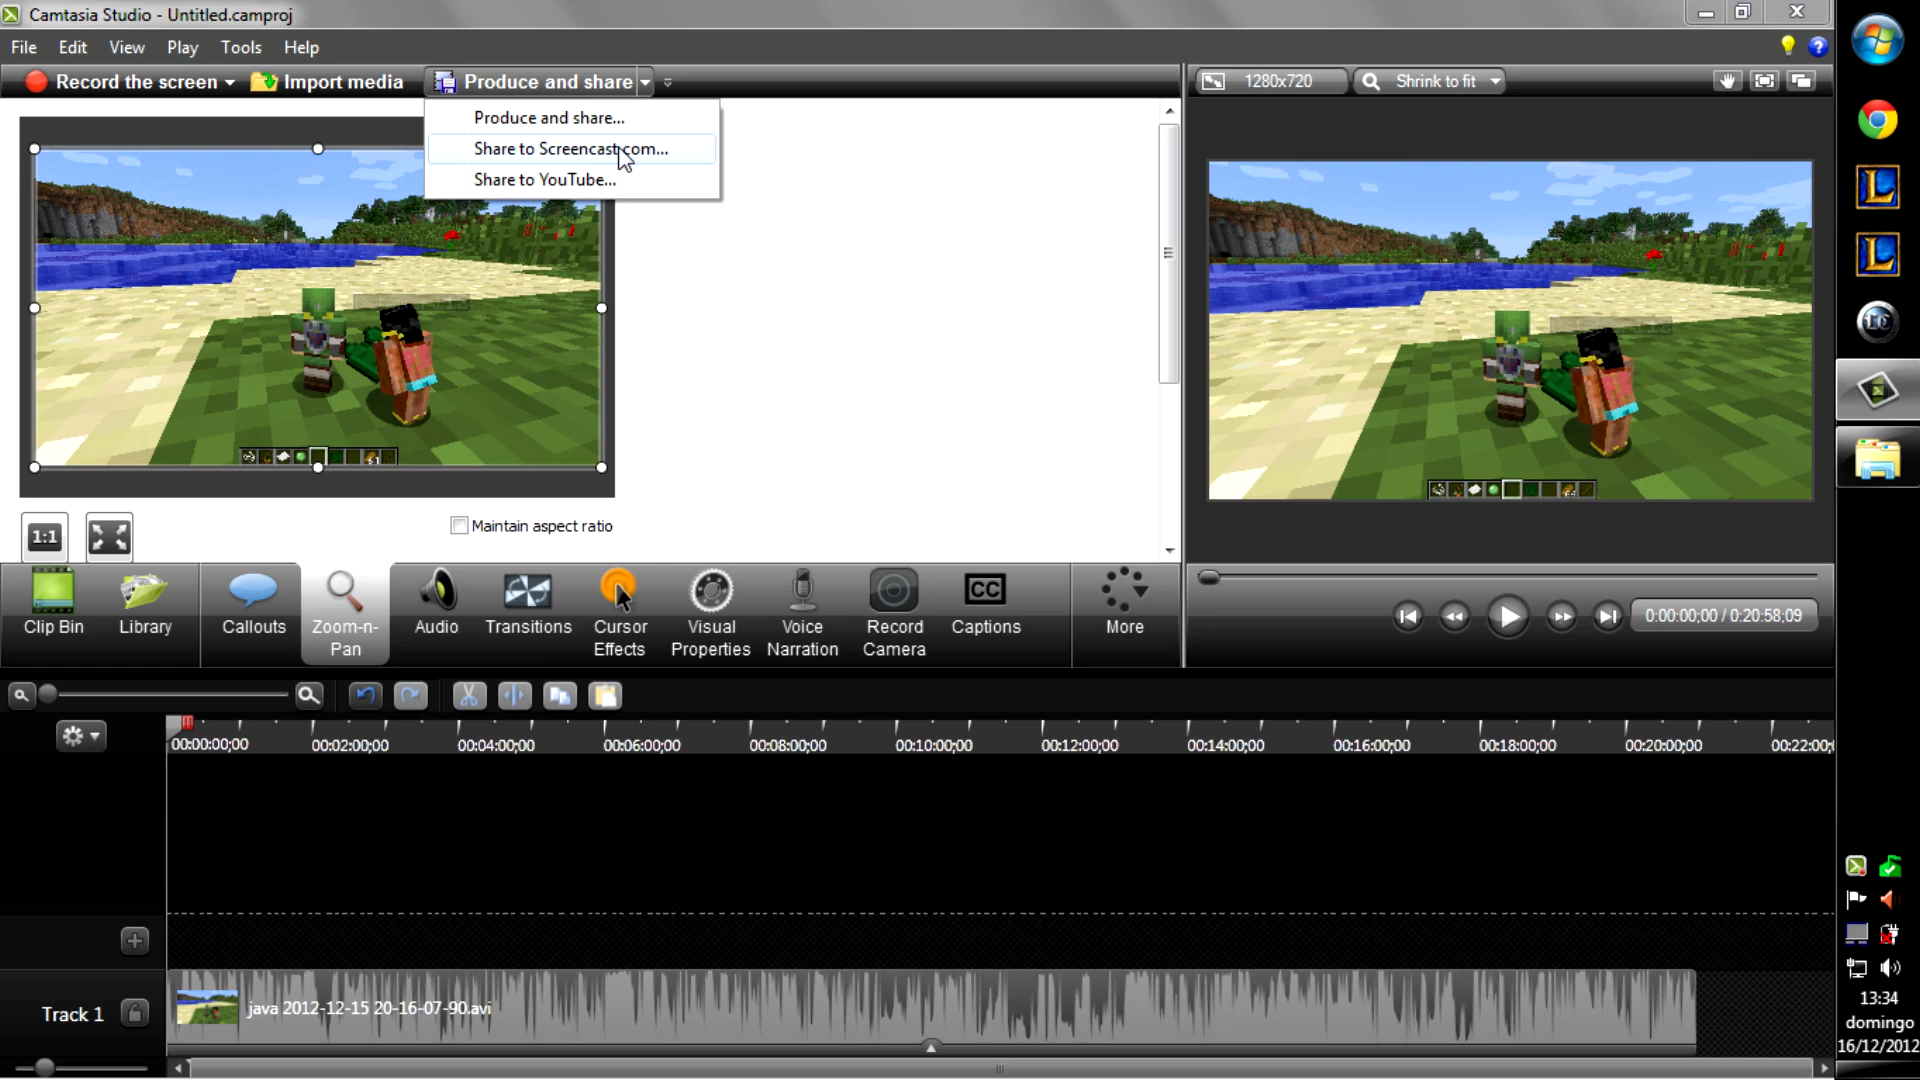 Camtasia Studio - Untitled.camproj
File Edit View Play Tools Help
Record the screen Import media Produce and share
1280x720 Shrink to fit
Produce and share...
Share to Screencast.com...
Share to YouTube...
1:1
Maintain aspect ratio
Clip Bin Library Callouts Zoom-n-Pan Audio Transitions Cursor Effects Visual Properties Voice Narration Record Camera CC Captions More
0:00:00;00 / 0:20:58;09
00:00:00;00 00:02:00;00 00:04:00;00 00:06:00;00 00:08:00;00 00:10:00;00 00:12:00;00 00:14:00;00 00:16:00;00 00:18:00;00 00:20:00;00 00:22:00;
Track 1
java 2012-12-15 20-16-07-90.avi
13:34
domingo
16/12/2012